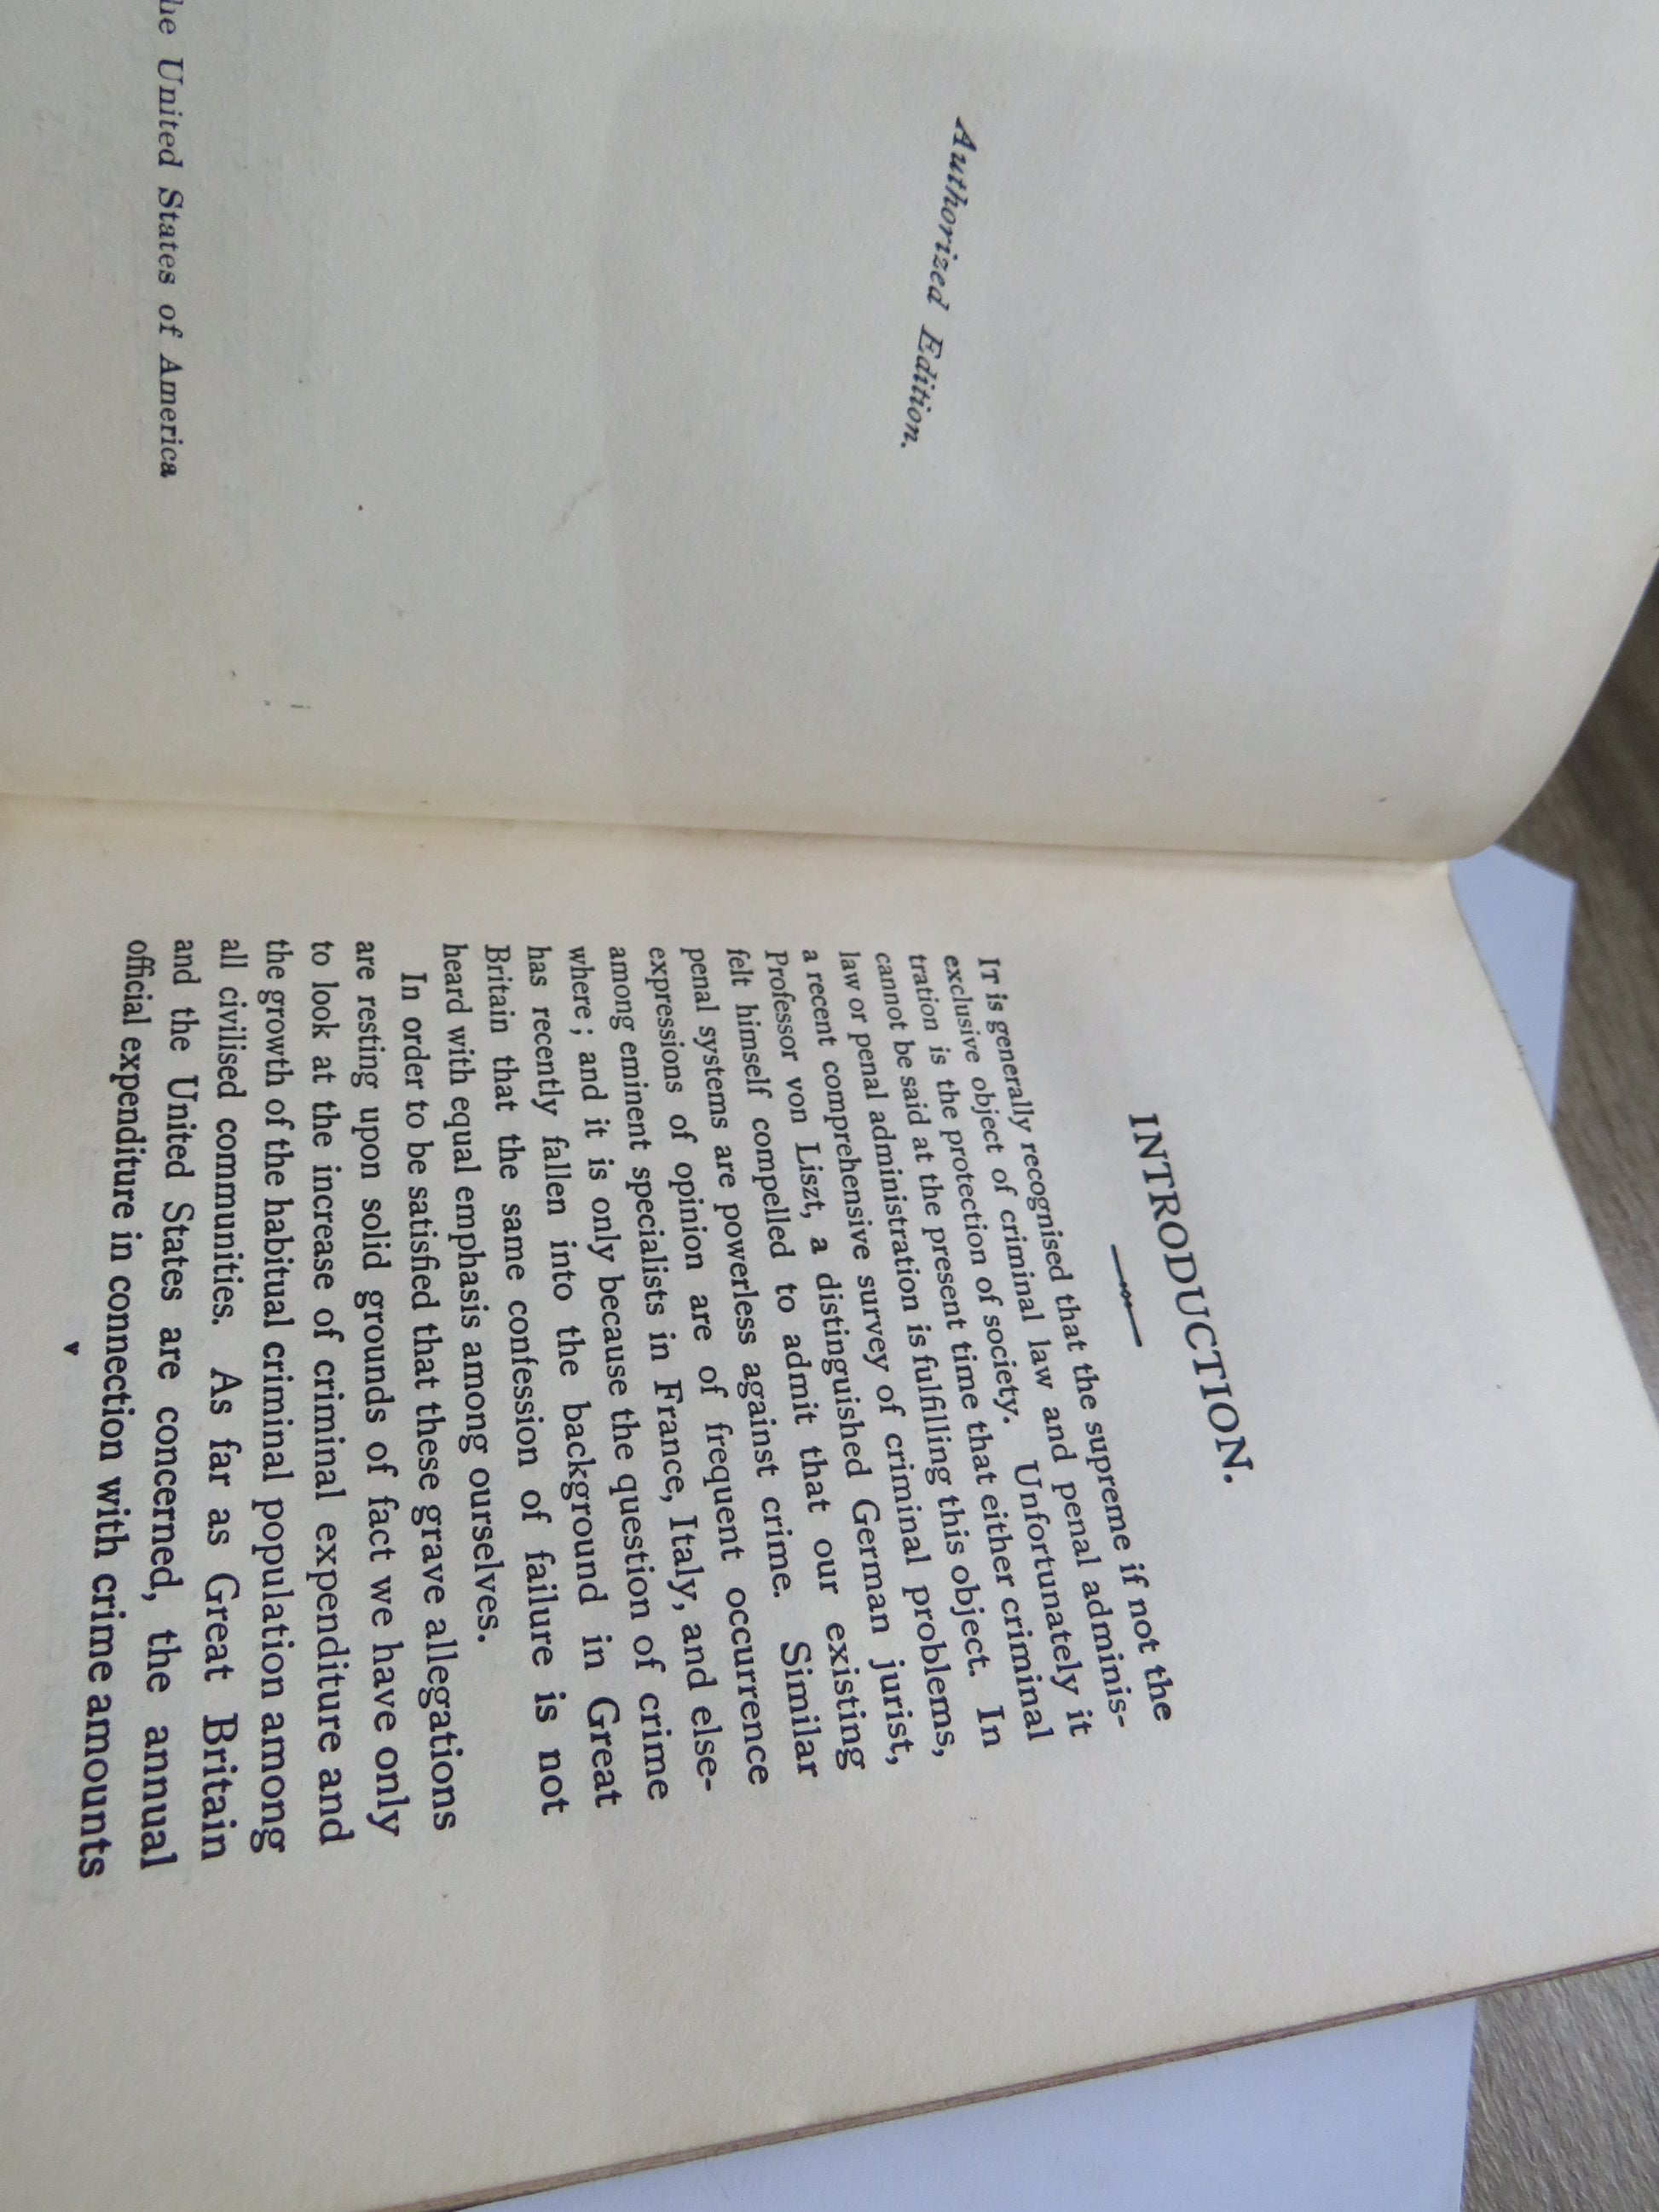 Authorized Edition.
United States of America
INTRODUCTION.
IT is generally recognised that the supreme if not the
exclusive object of criminal law and penal adminis-
tration is the protection of society. Unfortunately it
cannot be said at the present time that either criminal
law or penal administration is fulfilling this object. In
a recent comprehensive survey of criminal problems,
Professor von Liszt, a distinguished German jurist,
felt himself compelled to admit that our existing
penal systems are powerless against crime. Similar
expressions of opinion are of frequent occurrence
among eminent specialists in France, Italy, and else-
where; and it is only because the question of crime
has recently fallen into the background in Great
Britain that the same confession of failure is not
heard with equal emphasis among ourselves.
In order to be satisfied that these grave allegations
are resting upon solid grounds of fact we have only
to look at the increase of criminal expenditure and
the growth of the habitual criminal population among
all civilised communities. As far as Great Britain
and the United States are concerned, the annual
official expenditure in connection with crime amounts
v